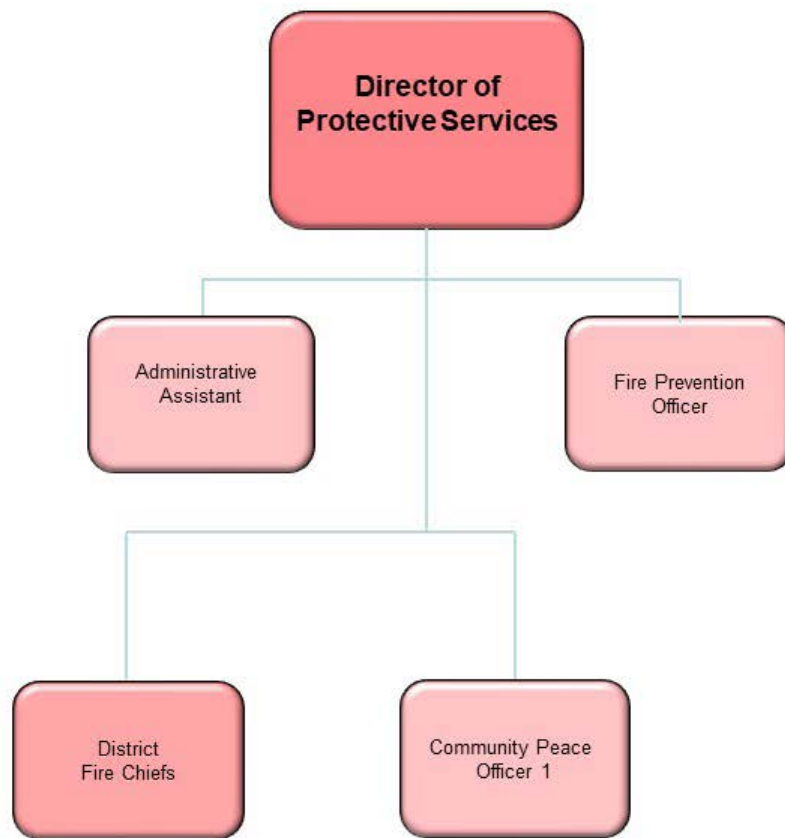 Director of
Protective Services
Administrative
Assistant
Fire Prevention
Officer
District
Fire Chiefs
Community Peace
Officer 1